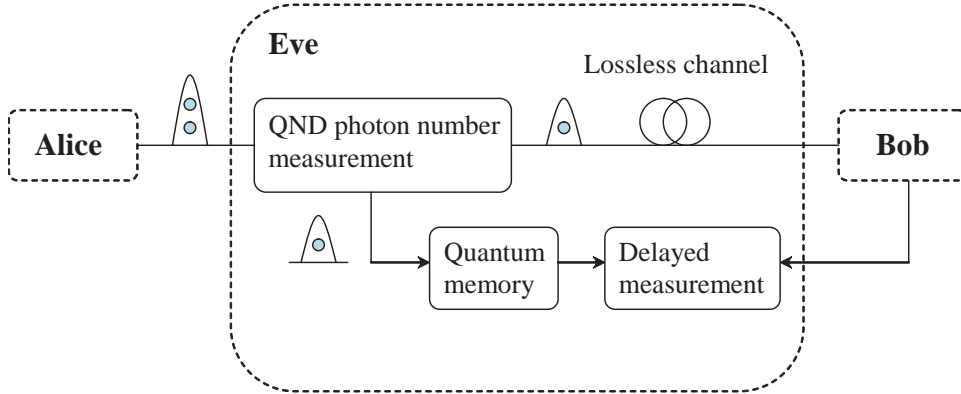 Eve
Lossless channel
Alice
QND photon number
measurement
Bob
Quantum
memory
Delayed
measurement